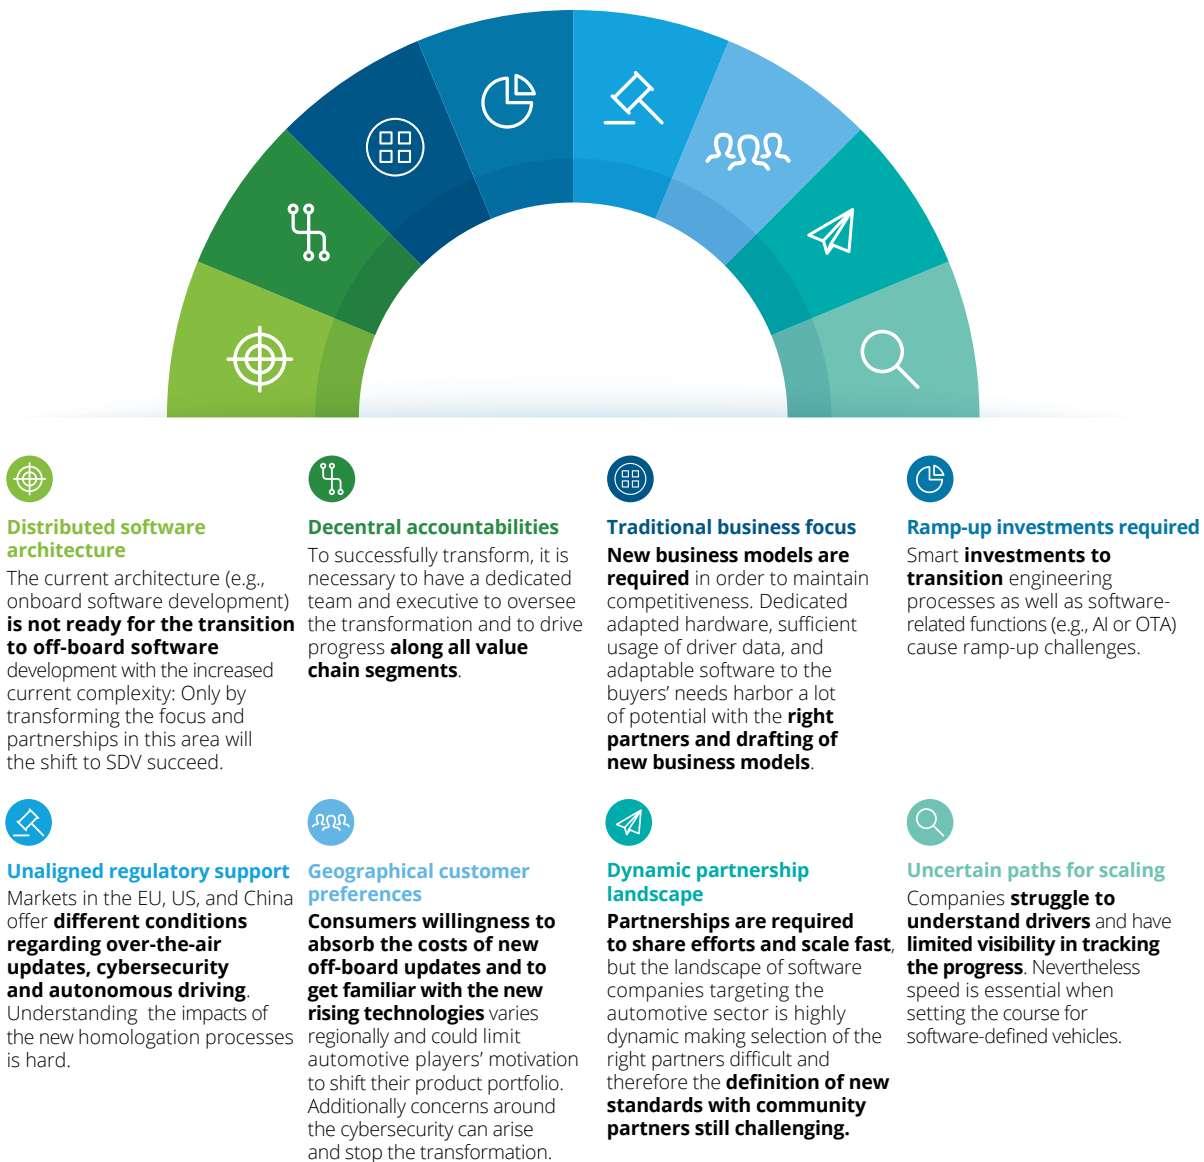 Distributed software
architecture
The current architecture (e.g.,
onboard software development)
is not ready for the transition
to off-board software
development with the increased
current complexity: Only by
transforming the focus and
partnerships in this area will
the shift to SDV succeed.
Decentral accountabilities
To successfully transform, it is
necessary to have a dedicated
team and executive to oversee
the transformation and to drive
progress along all value
chain segments.
Traditional business focus
New business models are
required in order to maintain
competitiveness. Dedicated
adapted hardware, sufficient
usage of driver data, and
adaptable software to the
buyers’ needs harbor a lot
of potential with the right
partners and drafting of
new business models.
Ramp-up investments required
Smart investments to
transition engineering
processes as well as software-
related functions (e.g., AI or OTA)
cause ramp-up challenges.
Unaligned regulatory support
Markets in the EU, US, and China
offer different conditions
regarding over-the-air
updates, cybersecurity
and autonomous driving.
Understanding the impacts of
the new homologation processes
is hard.
Geographical customer
preferences
Consumers willingness to
absorb the costs of new
off-board updates and to
get familiar with the new
rising technologies varies
regionally and could limit
automotive players’ motivation
to shift their product portfolio.
Additionally concerns around
the cybersecurity can arise
and stop the transformation.
Dynamic partnership
landscape
Partnerships are required
to share efforts and scale fast,
but the landscape of software
companies targeting the
automotive sector is highly
dynamic making selection of the
right partners difficult and
therefore the definition of new
standards with community
partners still challenging.
Uncertain paths for scaling
Companies struggle to
understand drivers and have
limited visibility in tracking
the progress. Nevertheless
speed is essential when
setting the course for
software-defined vehicles.